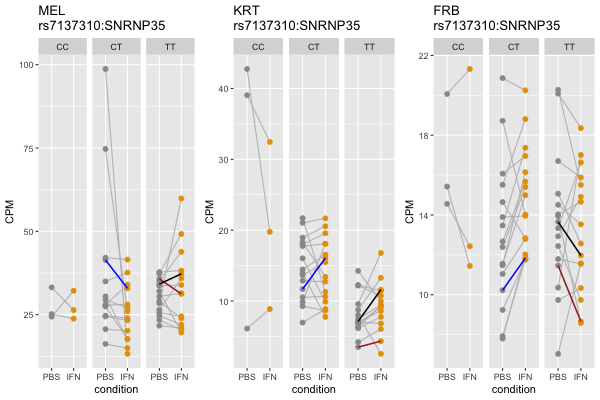 MEL
rs7137310:SNRNP35
CC CT TT
CPM
100
75
50
25
PBS IFN PBS IFN PBS IFN
condition
KRT
rs7137310:SNRNP35
CC CT TT
CPM
40
30
20
10
PBS IFN PBS IFN PBS IFN
condition
FRB
rs7137310:SNRNP35
CC CT TT
CPM
22
18
14
10
PBS IFN PBS IFN PBS IFN
condition